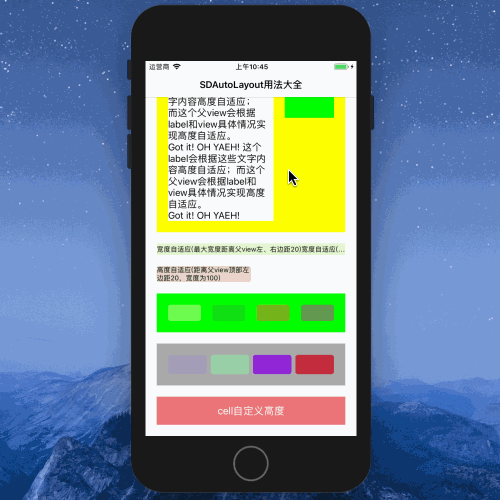 运营商 上午10:45
SDAutoLayout用法大全
字内容高度自适应；
而这个父view会根据
label和view具体情况实
现高度自适应。
Got it! OH YAEH! 这个
label会根据这些文字内
容高度自适应；而这个
父view会根据label和
view具体情况实现高度
自适应。
Got it! OH YAEH!
宽度自适应(最大宽度距离父view左、右边距20)宽度自适应(...
高度自适应(距离父view顶部左
边距20，宽度为100)
cell自定义高度